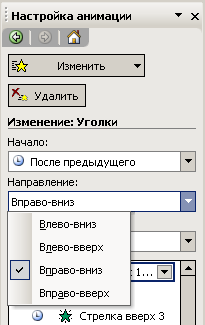 Настройка анимации
Изменить
Удалить
Изменение: Уголки
Начало:
После предыдущего
Направление:
Вправо-вниз
Влево-вниз
Влево-вверх
Вправо-вниз
1...
Вправо-вверх
Стрелка вверх 3